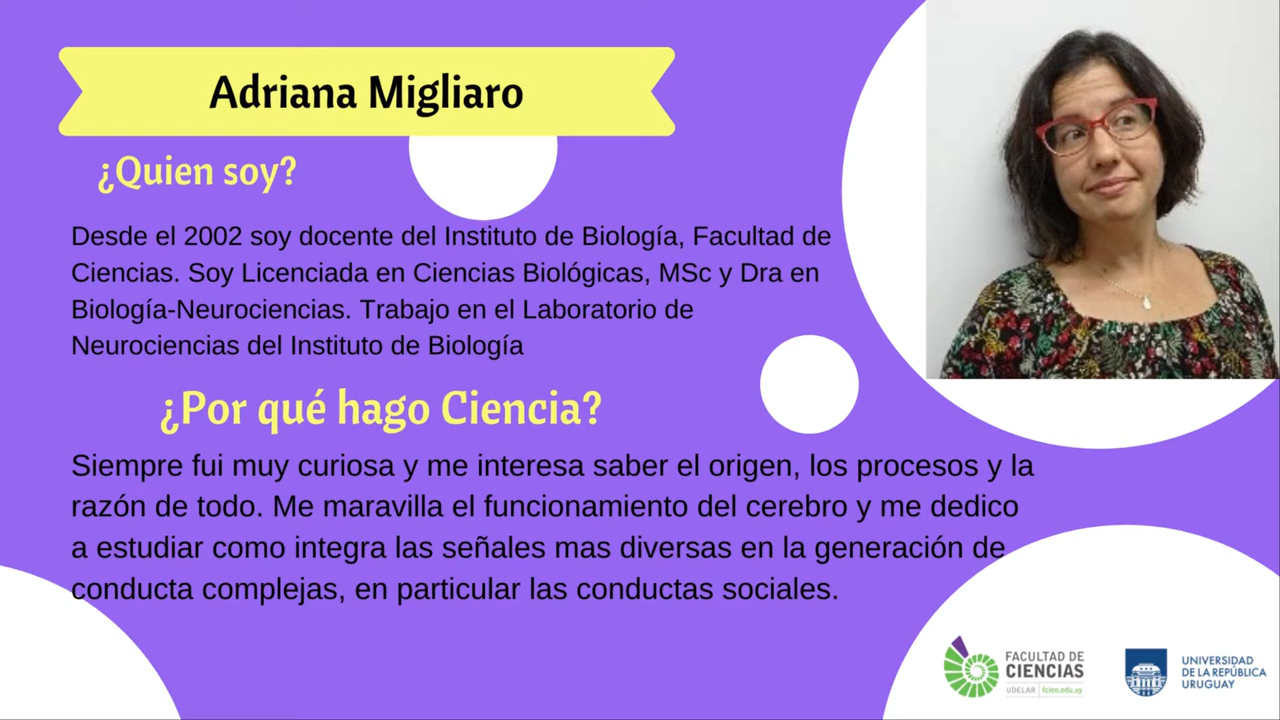 Adriana Migliaro
¿Quien soy?
Desde el 2002 soy docente del Instituto de Biología, Facultad de
Ciencias. Soy Licenciada en Ciencias Biológicas, MSc y Dra en
Biología-Neurociencias. Trabajo en el Laboratorio de
Neurociencias del Instituto de Biología
¿Por qué hago Ciencia?
Siempre fui muy curiosa y me interesa saber el origen, los procesos y la
razón de todo. Me maravilla el funcionamiento del cerebro y me dedico
a estudiar como integra las señales mas diversas en la generación de
conducta complejas, en particular las conductas sociales.
FACULTAD DE
CIENCIAS
UDELAR | fcien.edu.uy
UNIVERSIDAD
DE LA REPÚBLICA
URUGUAY